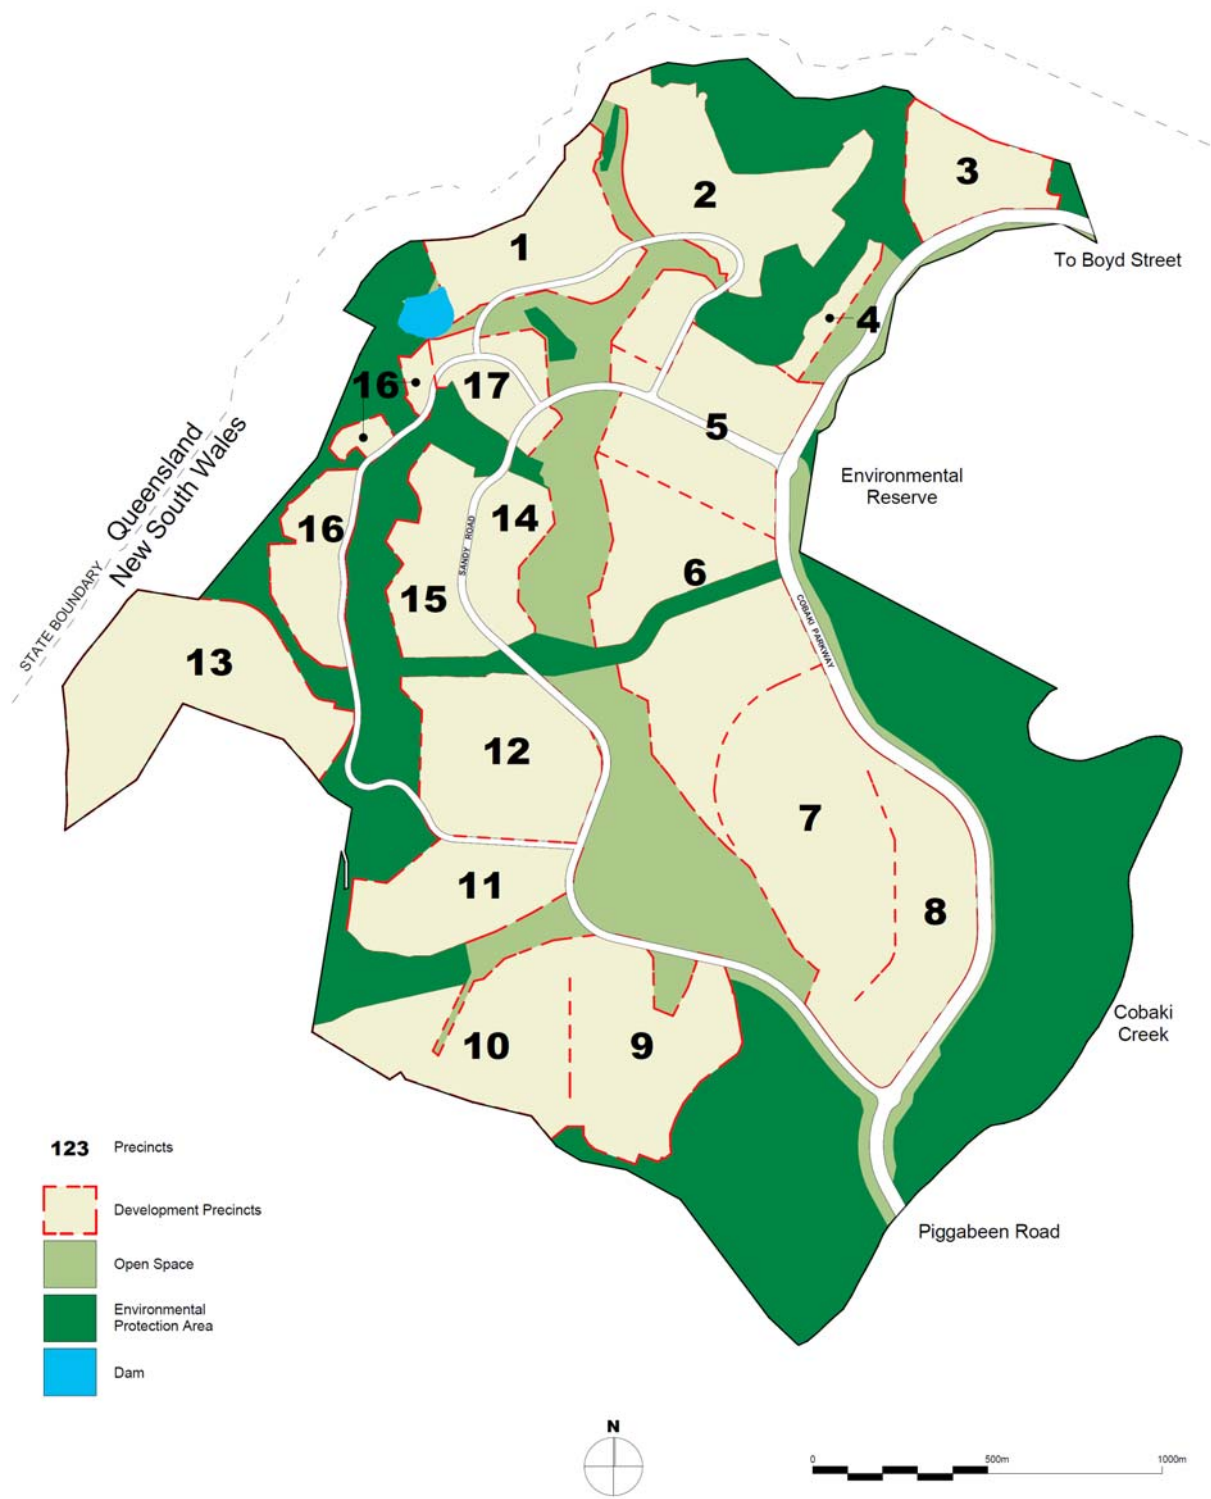 3
2
To Boyd Street
1
4
16
17
5
Queensland
New South Wales
STATE BOUNDARY
Environmental
Reserve
16
14
SANDY ROAD
6
15
COBAKI PARKWAY
13
12
7
11
8
Cobaki
Creek
10
9
Piggabeen Road
123 Precincts
Development Precincts
Open Space
Environmental
Protection Area
Dam
N
0 500m 1000m